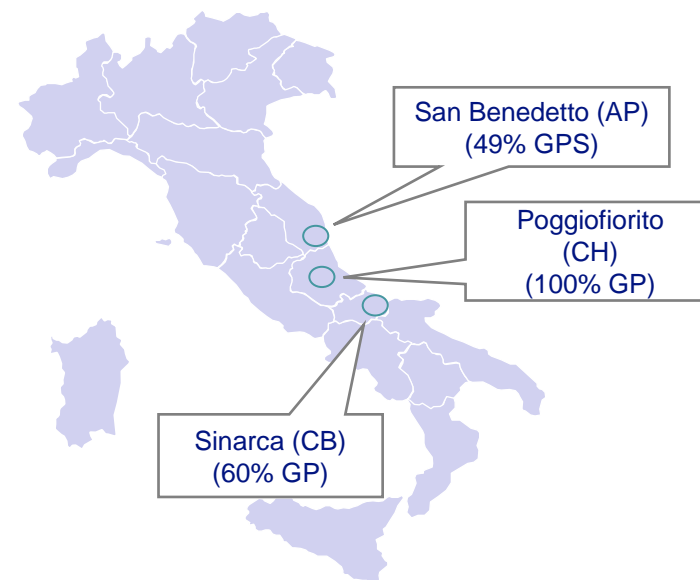 San Benedetto (AP)
(49% GPS)
Poggiofiorito
(CH)
(100% GP)
Sinarca (CB)
(60% GP)